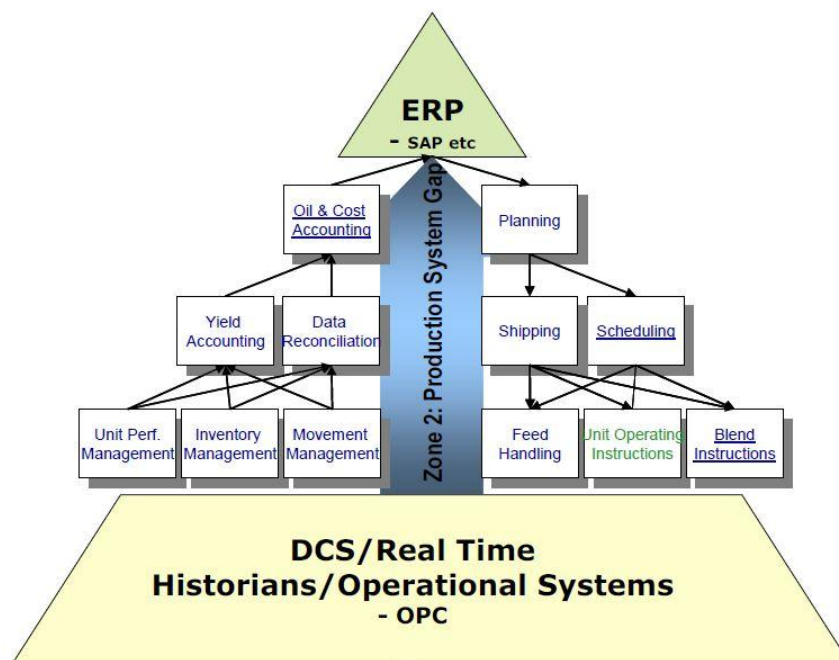 ERP
- SAP etc
Oil & Cost
Accounting
Planning
Zone 2: Production System Gap
Yield
Accounting
Data
Reconciliation
Shipping
Scheduling
Unit Perf.
Management
Inventory
Management
Movement
Management
Feed
Handling
Unit Operating
Instructions
Blend
Instructions
DCS/Real Time
Historians/Operational Systems
- OPC